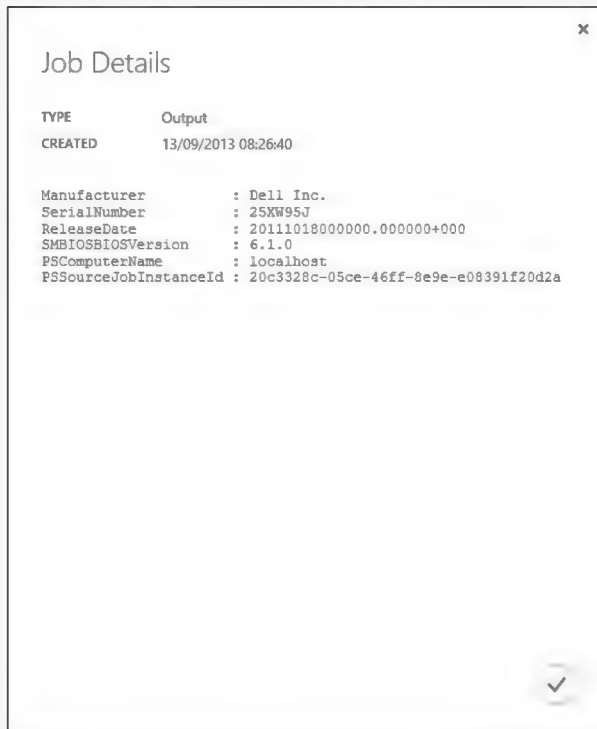 Job Details
TYPE Output
CREATED 13/09/2013 08:26:40
Manufacturer : Dell Inc.
SerialNumber : 25XW95J
ReleaseDate : 20111018000000.000000+000
SMBIOSBIOSVersion : 6.1.0
PSComputerName : localhost
PSSourceJobInstanceId : 20c3328c-05ce-46ff-8e9e-e08391f20d2a